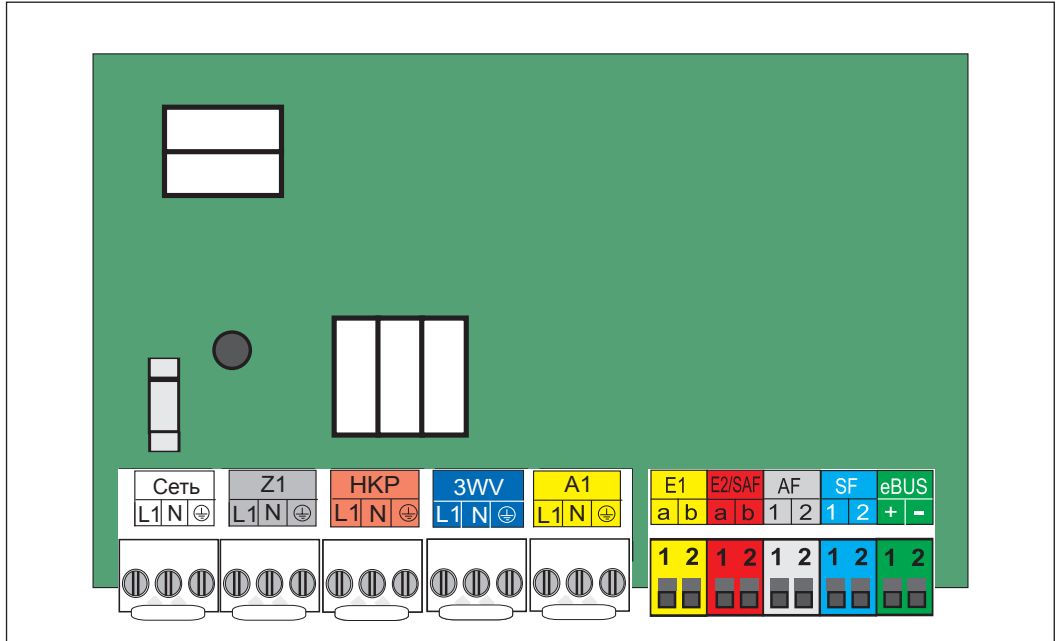 Сеть Z1 HKP 3WV A1 E1 E2/SAF AF SF eBUS
L1 N ⏚ L1 N ⏚ L1 N ⏚ L1 N ⏚ L1 N ⏚ a b a b 1 2 1 2 + -
1 2 1 2 1 2 1 2 1 2